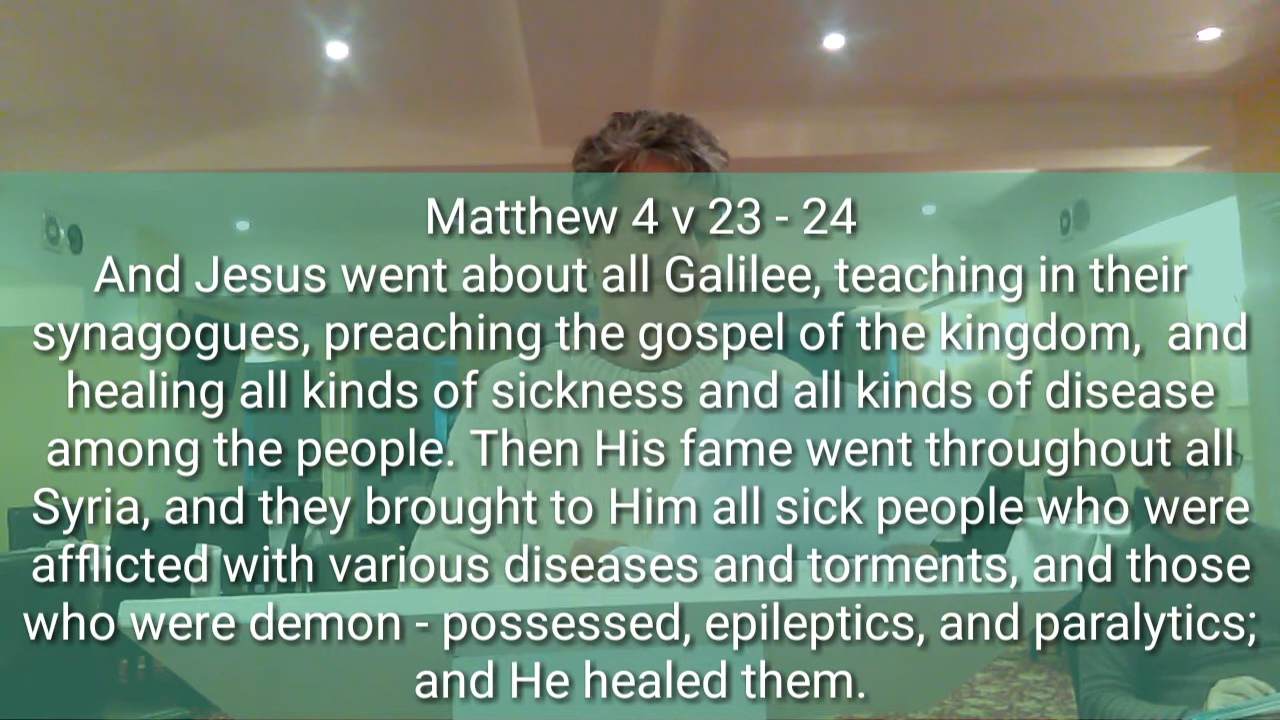 Matthew 4 v 23 - 24
And Jesus went about all Galilee, teaching in their
synagogues, preaching the gospel of the kingdom,  and
healing all kinds of sickness and all kinds of disease
among the people. Then His fame went throughout all
Syria, and they brought to Him all sick people who were
afflicted with various diseases and torments, and those
who were demon - possessed, epileptics, and paralytics;
and He healed them.